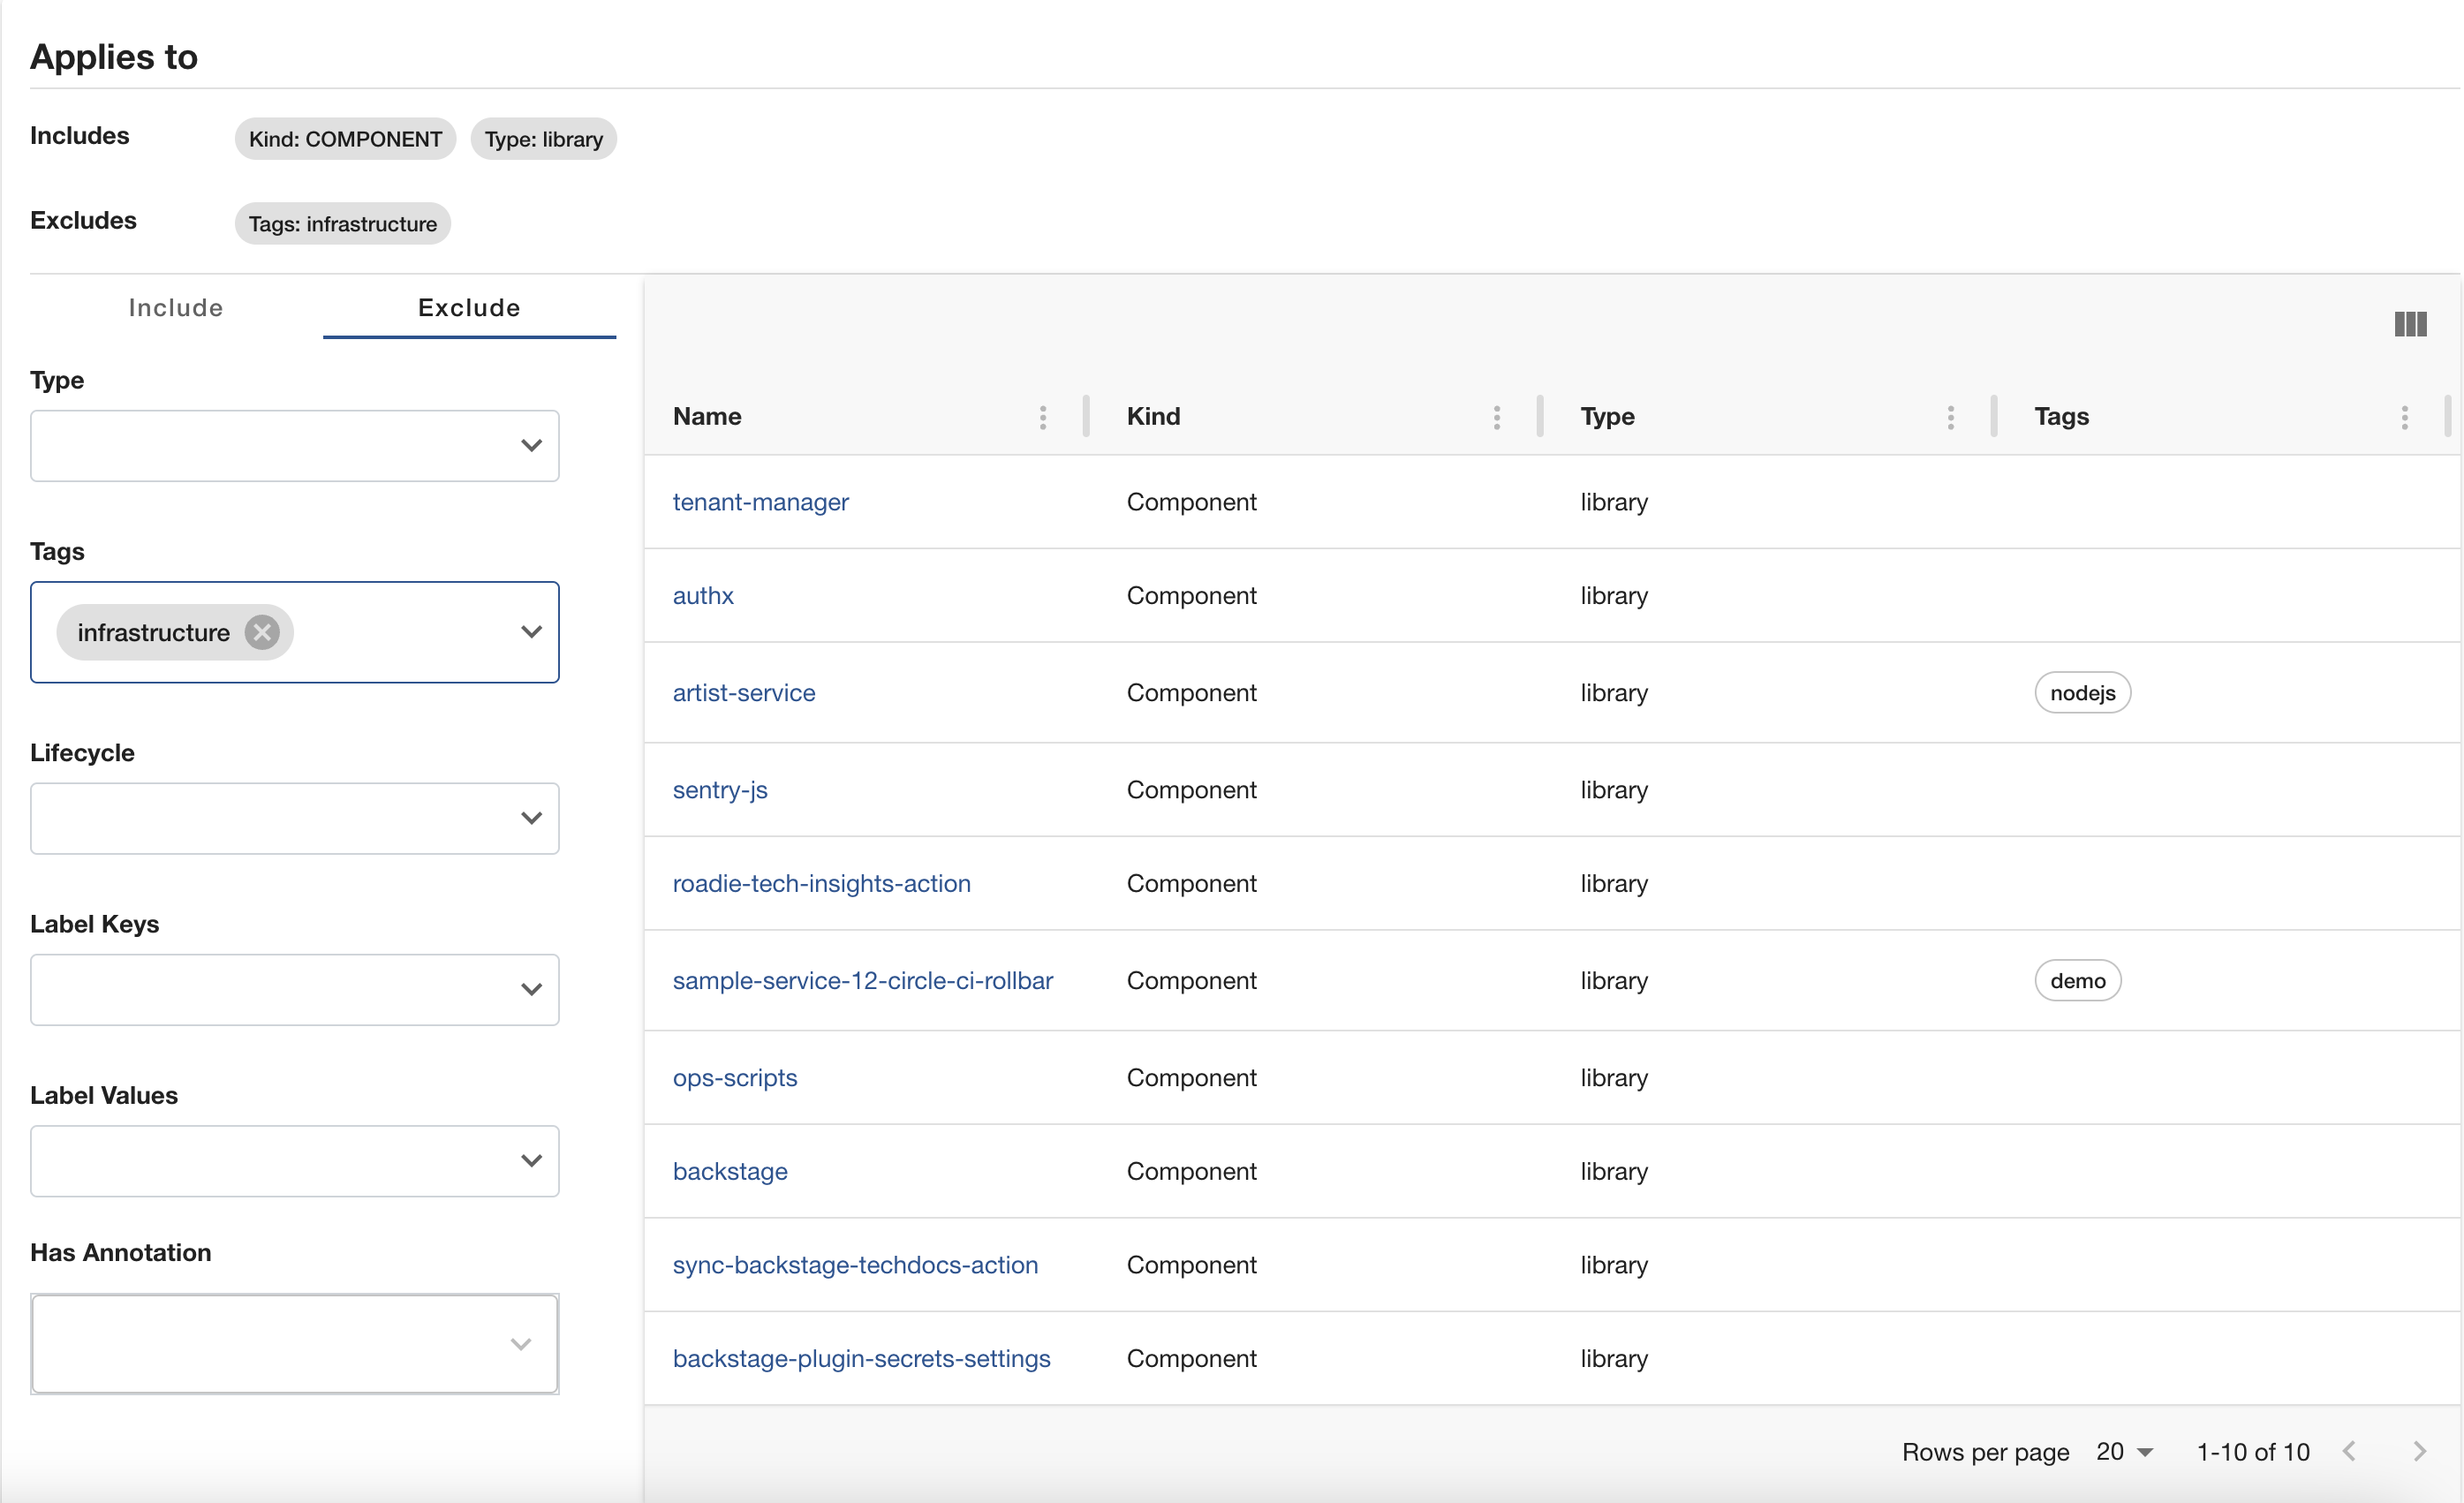 Applies to
Includes Kind: COMPONENT Type: library
Excludes Tags: infrastructure
Include Exclude
Type
Tags
infrastructure
Lifecycle
Label Keys
Label Values
Has Annotation
Name Kind Type Tags
tenant-manager Component library
authx Component library
artist-service Component library nodejs
sentry-js Component library
roadie-tech-insights-action Component library
sample-service-12-circle-ci-rollbar Component library demo
ops-scripts Component library
backstage Component library
sync-backstage-techdocs-action Component library
backstage-plugin-secrets-settings Component library
Rows per page 20 1-10 of 10